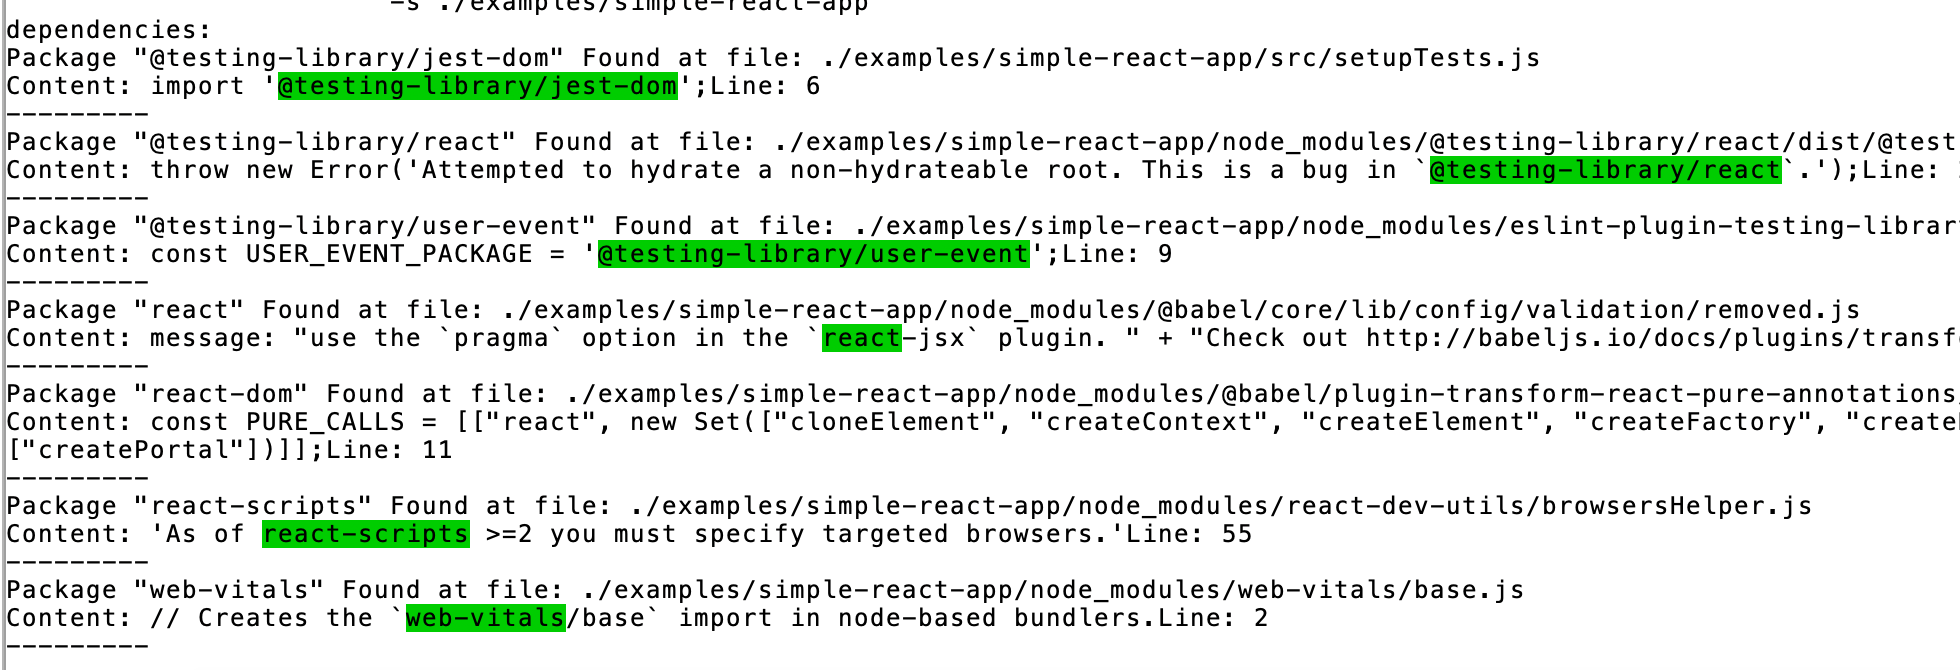 -s ./examples/simple-react-app
dependencies:
Package "@testing-library/jest-dom" Found at file: ./examples/simple-react-app/src/setupTests.js
Content: import '@testing-library/jest-dom';Line: 6
---------
Package "@testing-library/react" Found at file: ./examples/simple-react-app/node_modules/@testing-library/react/dist/@test
Content: throw new Error('Attempted to hydrate a non-hydrateable root. This is a bug in `@testing-library/react`.');Line:
---------
Package "@testing-library/user-event" Found at file: ./examples/simple-react-app/node_modules/eslint-plugin-testing-librar
Content: const USER_EVENT_PACKAGE = '@testing-library/user-event';Line: 9
---------
Package "react" Found at file: ./examples/simple-react-app/node_modules/@babel/core/lib/config/validation/removed.js
Content: message: "use the `pragma` option in the `react-jsx` plugin. " + "Check out http://babeljs.io/docs/plugins/transf
---------
Package "react-dom" Found at file: ./examples/simple-react-app/node_modules/@babel/plugin-transform-react-pure-annotations
Content: const PURE_CALLS = [["react", new Set(["cloneElement", "createContext", "createElement", "createFactory", "create
["createPortal"])]];Line: 11
---------
Package "react-scripts" Found at file: ./examples/simple-react-app/node_modules/react-dev-utils/browsersHelper.js
Content: 'As of react-scripts >=2 you must specify targeted browsers.'Line: 55
---------
Package "web-vitals" Found at file: ./examples/simple-react-app/node_modules/web-vitals/base.js
Content: // Creates the `web-vitals/base` import in node-based bundlers.Line: 2
---------